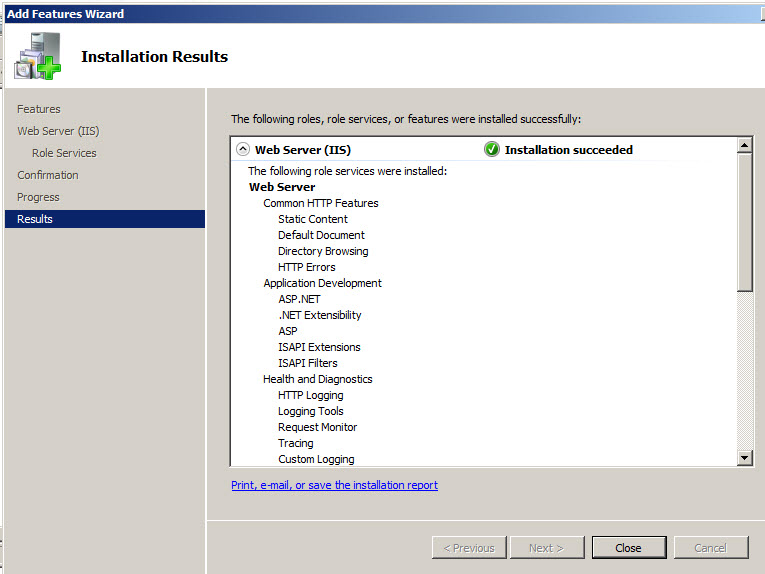 Add Features Wizard
Installation Results
Features
Web Server (IIS)
Role Services
Confirmation
Progress
Results
The following roles, role services, or features were installed successfully:
Web Server (IIS) Installation succeeded
The following role services were installed:
Web Server
Common HTTP Features
Static Content
Default Document
Directory Browsing
HTTP Errors
Application Development
ASP.NET
.NET Extensibility
ASP
ISAPI Extensions
ISAPI Filters
Health and Diagnostics
HTTP Logging
Logging Tools
Request Monitor
Tracing
Custom Logging
Print, e-mail, or save the installation report
< Previous Next > Close Cancel